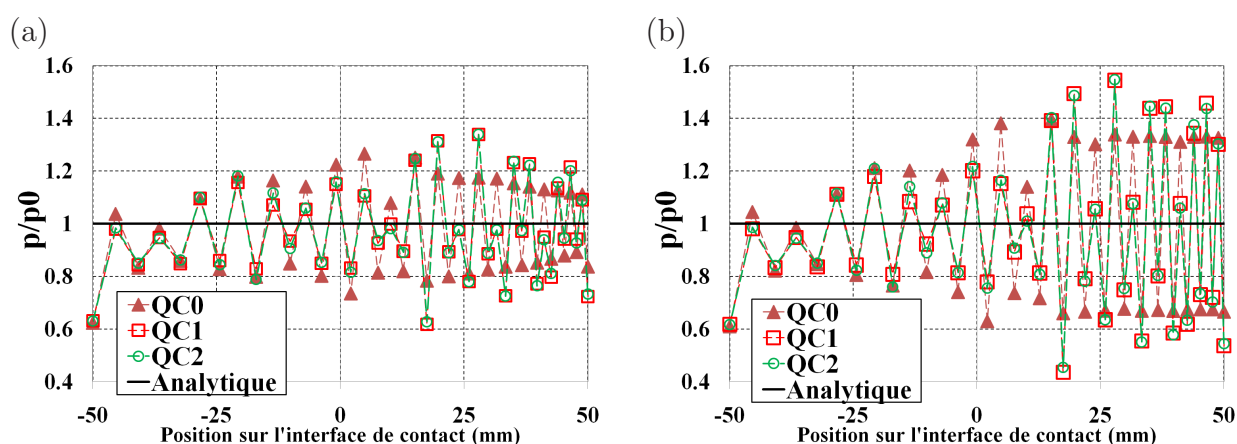 (a)
(b)
p/p0
1.6
1.4
1.2
1
0.8
0.6
0.4
QC0
QC1
QC2
Analytique
-50
-25
0
25
50
Position sur l'interface de contact (mm)
p/p0
1.6
1.4
1.2
1
0.8
0.6
0.4
QC0
QC1
QC2
Analytique
-50
-25
0
25
50
Position sur l'interface de contact (mm)